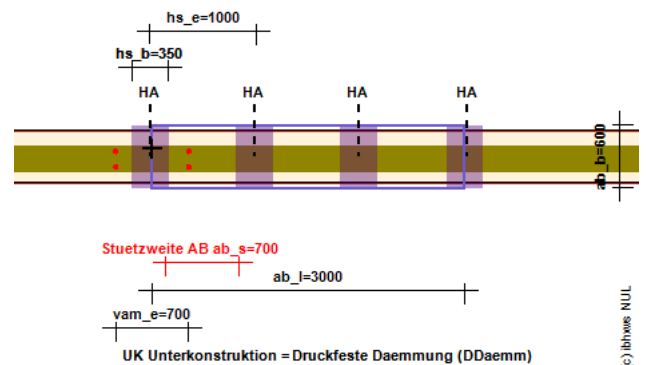 hs_e=1000
hs_b=350
HA HA HA HA
ab_b=600
Stuetzweite AB ab_s=700
ab_l=3000
vam_e=700
UK Unterkonstruktion = Druckfeste Daemmung (DDaemm)
c) ibhxws NUL